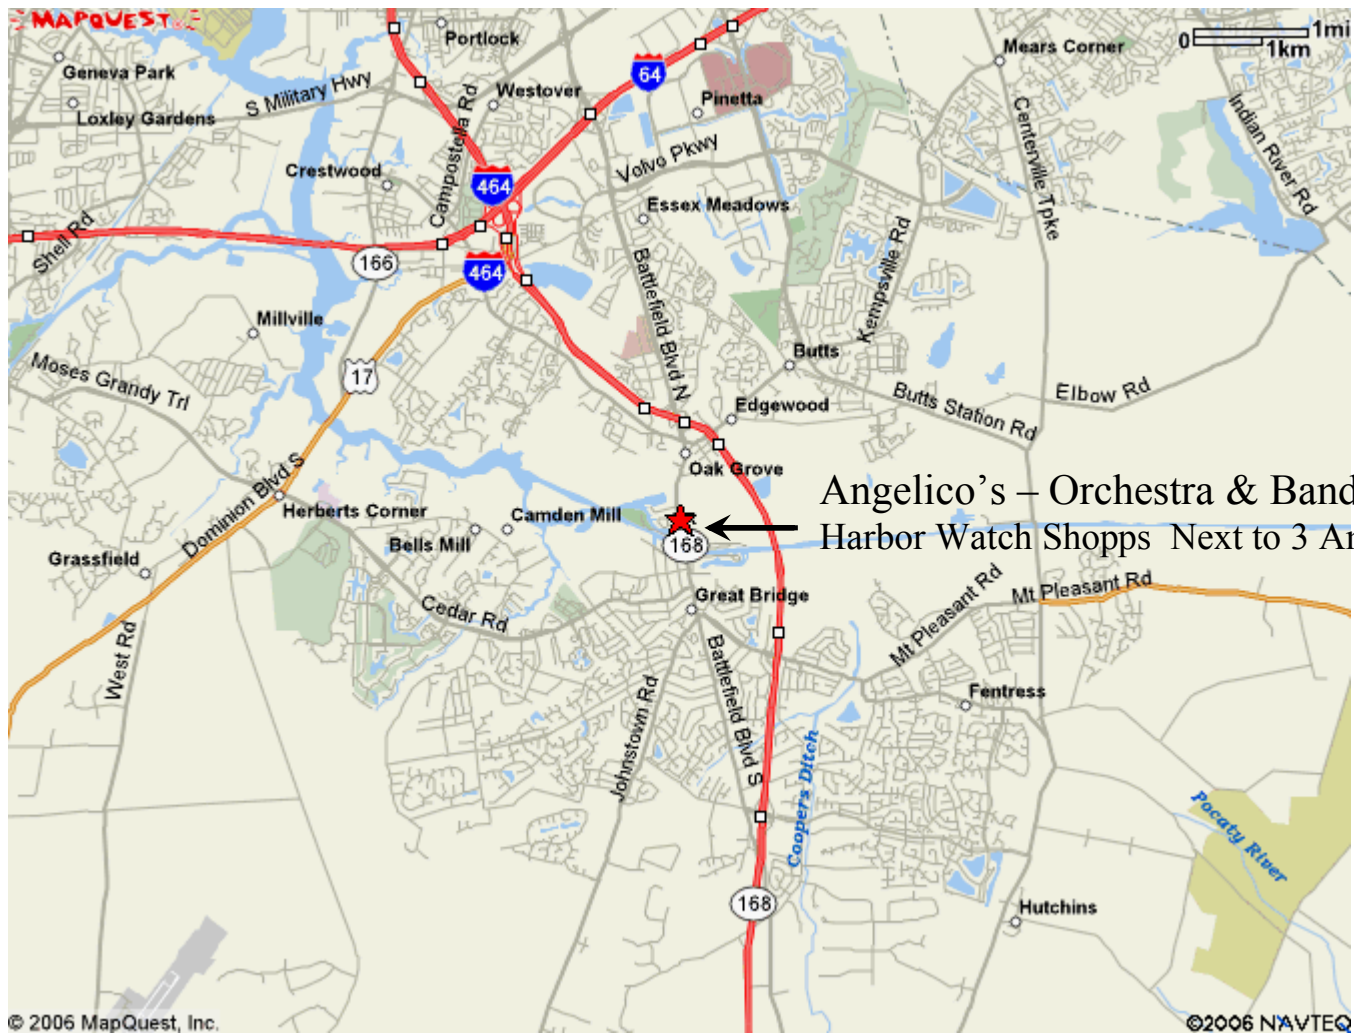 MAPQUEST
Portlock
Mears Corner
0 1mi
1km
Geneva Park
64
Westover
Pinetta
S Military Hwy
Loxley Gardens
Campostella Rd
Centerville Tpke
Indian River Rd
Crestwood
464
Volvo Pkwy
Essex Meadows
Shell Rd
166
464
Battlefield Blvd N
Kempsville Rd
Millville
Butts
Moses Grandy Trl
17
Edgewood
Butts Station Rd
Elbow Rd
Oak Grove
Angelico's – Orchestra & Band
Harbor Watch Shopps Next to 3 Ar
Dominion Blvd S
Herberts Corner
Camden Mill
Bells Mill
168
Grassfield
Great Bridge
Mt Pleasant Rd
Mt Pleasant Rd
Cedar Rd
West Rd
Johnstown Rd
Battlefield Blvd S
Fentress
Coopers Ditch
Pocaty River
168
Hutchins
© 2006 MapQuest, Inc.
©2006 NAVTEQ